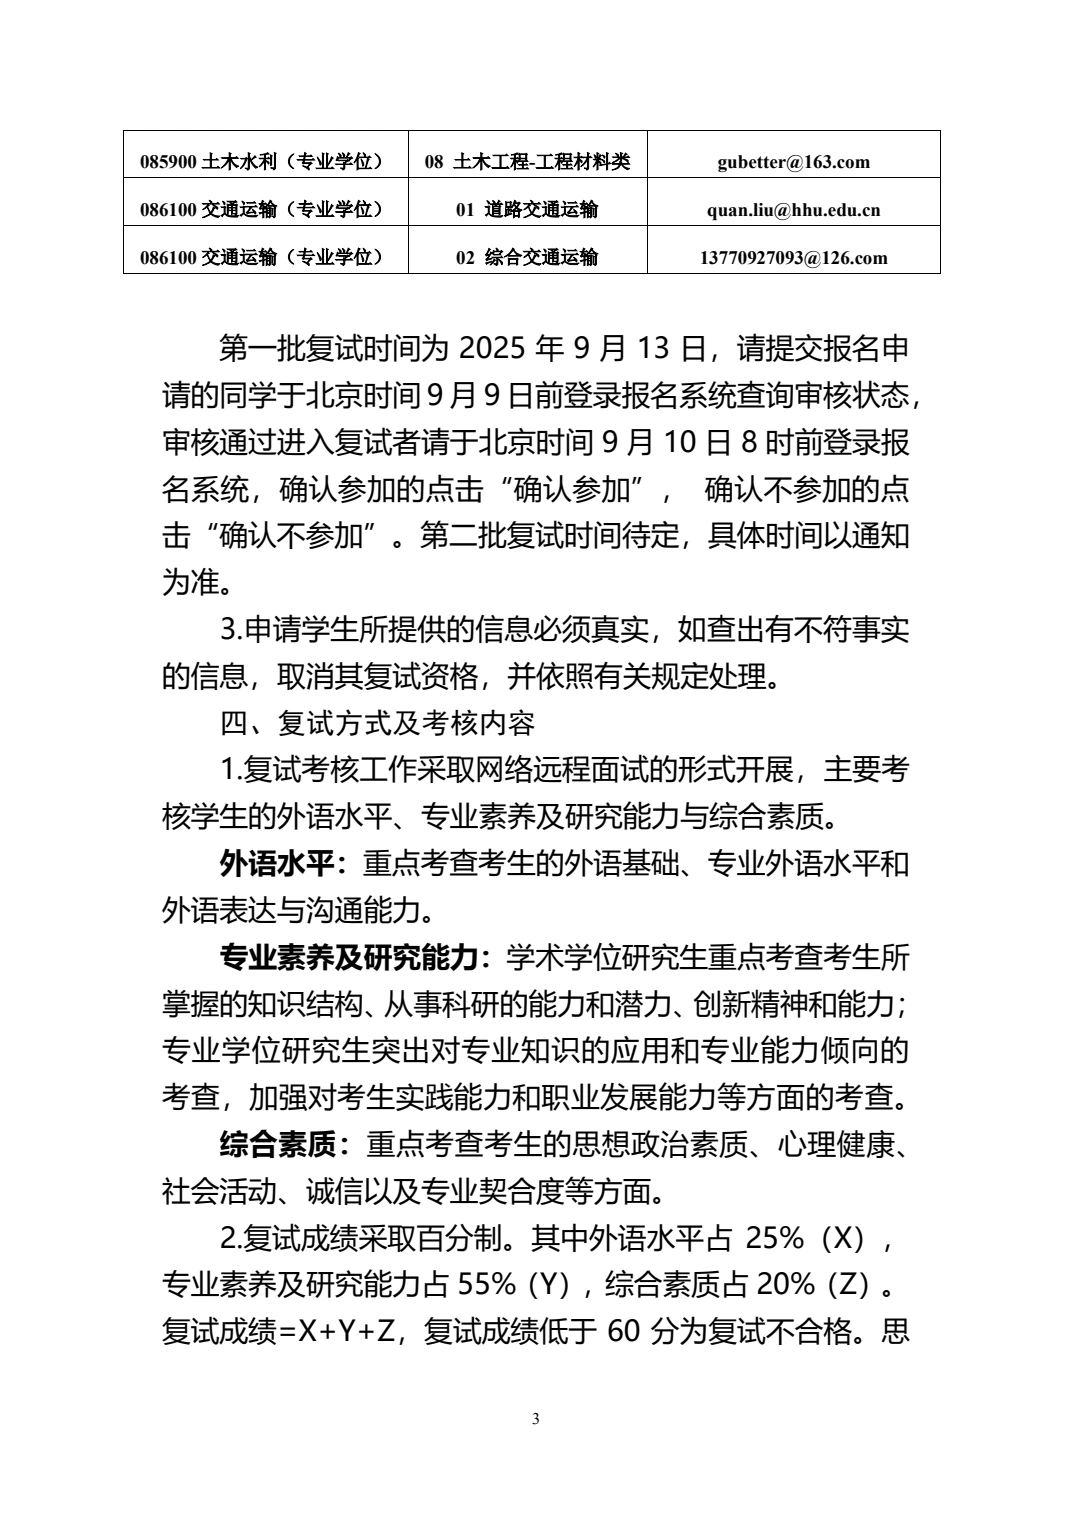 085900 土木水利（专业学位） 08 土木工程-工程材料类 gubetter@163.com
086100 交通运输（专业学位） 01 道路交通运输 quan.liu@hhu.edu.cn
086100 交通运输（专业学位） 02 综合交通运输 13770927093@126.com
第一批复试时间为 2025 年 9 月 13 日，请提交报名申
请的同学于北京时间 9 月 9 日前登录报名系统查询审核状态，
审核通过进入复试者请于北京时间 9 月 10 日 8 时前登录报
名系统，确认参加的点击“确认参加”， 确认不参加的点
击“确认不参加”。第二批复试时间待定，具体时间以通知
为准。
3.申请学生所提供的信息必须真实，如查出有不符事实
的信息，取消其复试资格，并依照有关规定处理。
四、复试方式及考核内容
1.复试考核工作采取网络远程面试的形式开展，主要考
核学生的外语水平、专业素养及研究能力与综合素质。
外语水平：重点考查考生的外语基础、专业外语水平和
外语表达与沟通能力。
专业素养及研究能力：学术学位研究生重点考查考生所
掌握的知识结构、从事科研的能力和潜力、创新精神和能力；
专业学位研究生突出对专业知识的应用和专业能力倾向的
考查，加强对考生实践能力和职业发展能力等方面的考查。
综合素质：重点考查考生的思想政治素质、心理健康、
社会活动、诚信以及专业契合度等方面。
2.复试成绩采取百分制。其中外语水平占 25%（X），
专业素养及研究能力占 55%（Y），综合素质占 20%（Z）。
复试成绩=X+Y+Z，复试成绩低于 60 分为复试不合格。思
3